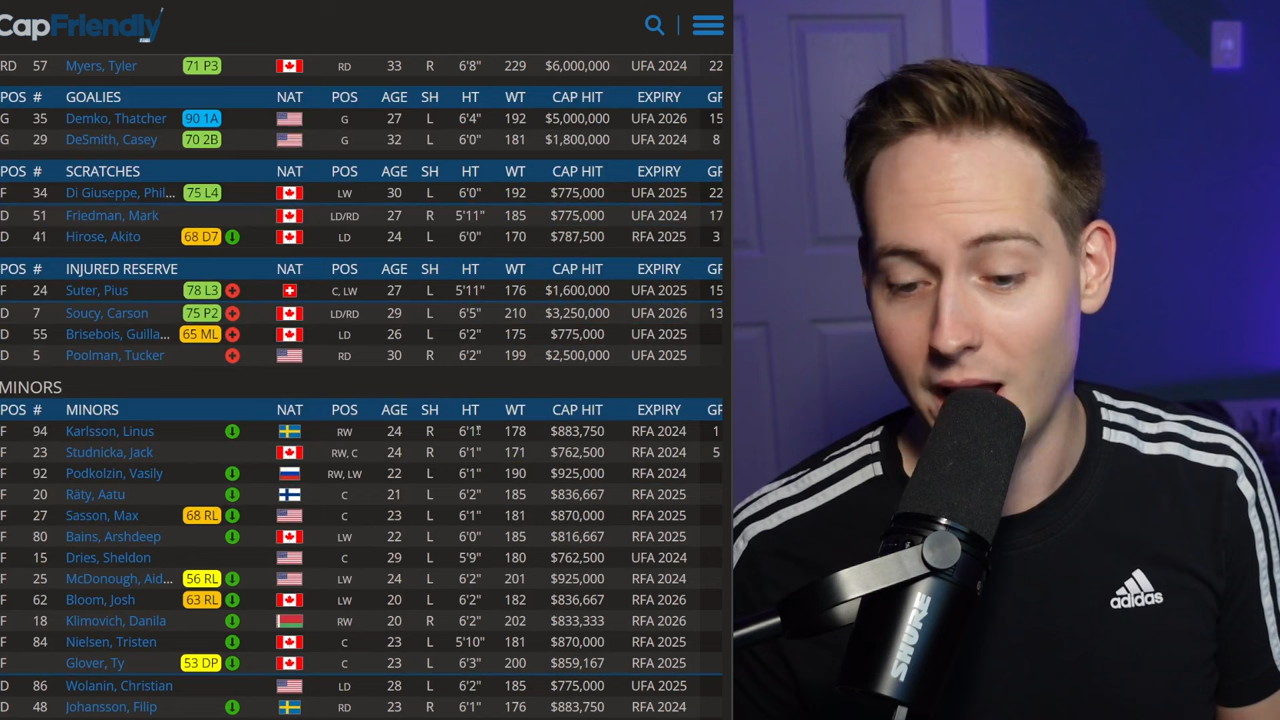 CapFriendly
RD 57 Myers, Tyler 71 P3 RD 33 R 6'8" 229 $6,000,000 UFA 2024 22
POS # GOALIES NAT POS AGE SH HT WT CAP HIT EXPIRY GP
G 35 Demko, Thatcher 90 1A G 27 L 6'4" 192 $5,000,000 UFA 2026 15
G 29 DeSmith, Casey 70 2B G 32 L 6'0" 181 $1,800,000 UFA 2024 8
POS # SCRATCHES NAT POS AGE SH HT WT CAP HIT EXPIRY GP
F 34 Di Giuseppe, Phil... 75 L4 LW 30 L 6'0" 192 $775,000 UFA 2025 22
D 51 Friedman, Mark LD/RD 27 R 5'11" 185 $775,000 UFA 2024 17
D 41 Hirose, Akito 68 D7 LD 24 L 6'0" 170 $787,500 RFA 2025 3
POS # INJURED RESERVE NAT POS AGE SH HT WT CAP HIT EXPIRY GP
F 24 Suter, Pius 78 L3 C, LW 27 L 5'11" 176 $1,600,000 UFA 2025 15
D 7 Soucy, Carson 75 P2 LD/RD 29 L 6'5" 210 $3,250,000 UFA 2026 13
D 55 Brisebois, Guilla... 65 ML LD 26 L 6'2" 175 $775,000 UFA 2025
D 5 Poolman, Tucker RD 30 R 6'2" 199 $2,500,000 UFA 2025
MINORS
POS # MINORS NAT POS AGE SH HT WT CAP HIT EXPIRY GP
F 94 Karlsson, Linus RW 24 R 6'1" 178 $883,750 RFA 2024 1
F 23 Studnicka, Jack RW, C 24 R 6'1" 171 $762,500 RFA 2024 5
F 92 Podkolzin, Vasily RW, LW 22 L 6'1" 190 $925,000 RFA 2024
F 20 Räty, Aatu C 21 L 6'2" 185 $836,667 RFA 2025
F 27 Sasson, Max 68 RL C 23 L 6'1" 181 $870,000 RFA 2025
F 80 Bains, Arshdeep LW 22 L 6'0" 185 $816,667 RFA 2025
F 15 Dries, Sheldon C 29 L 5'9" 180 $762,500 UFA 2024
F 25 McDonough, Aid... 56 RL LW 24 L 6'2" 201 $925,000 RFA 2024
F 62 Bloom, Josh 63 RL LW 20 L 6'2" 182 $836,667 RFA 2026
F 18 Klimovich, Danila RW 20 R 6'2" 202 $833,333 RFA 2026
F 84 Nielsen, Tristen C 23 L 5'10" 181 $870,000 RFA 2025
F Glover, Ty 53 DP C 23 L 6'3" 200 $859,167 RFA 2025
D 86 Wolanin, Christian LD 28 L 6'2" 185 $775,000 UFA 2025
D 48 Johansson, Filip RD 23 R 6'1" 176 $883,750 RFA 2024
SHURE
adidas